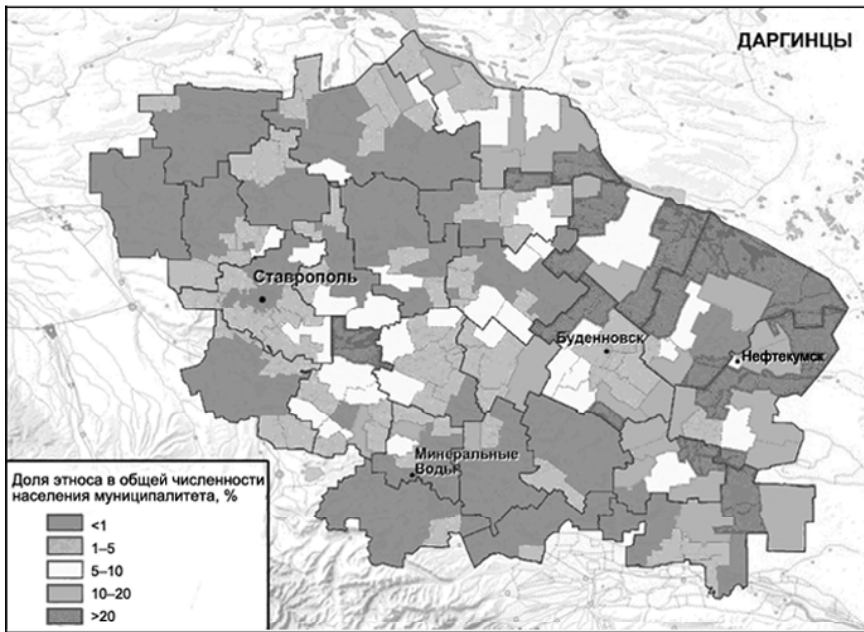 ДАРГИНЦЫ
Ставрополь
Буденновск
Нефтекумск
Минеральные
Воды
Доля этноса в общей численности
населения муниципалитета, %
<1
1–5
5–10
10–20
>20